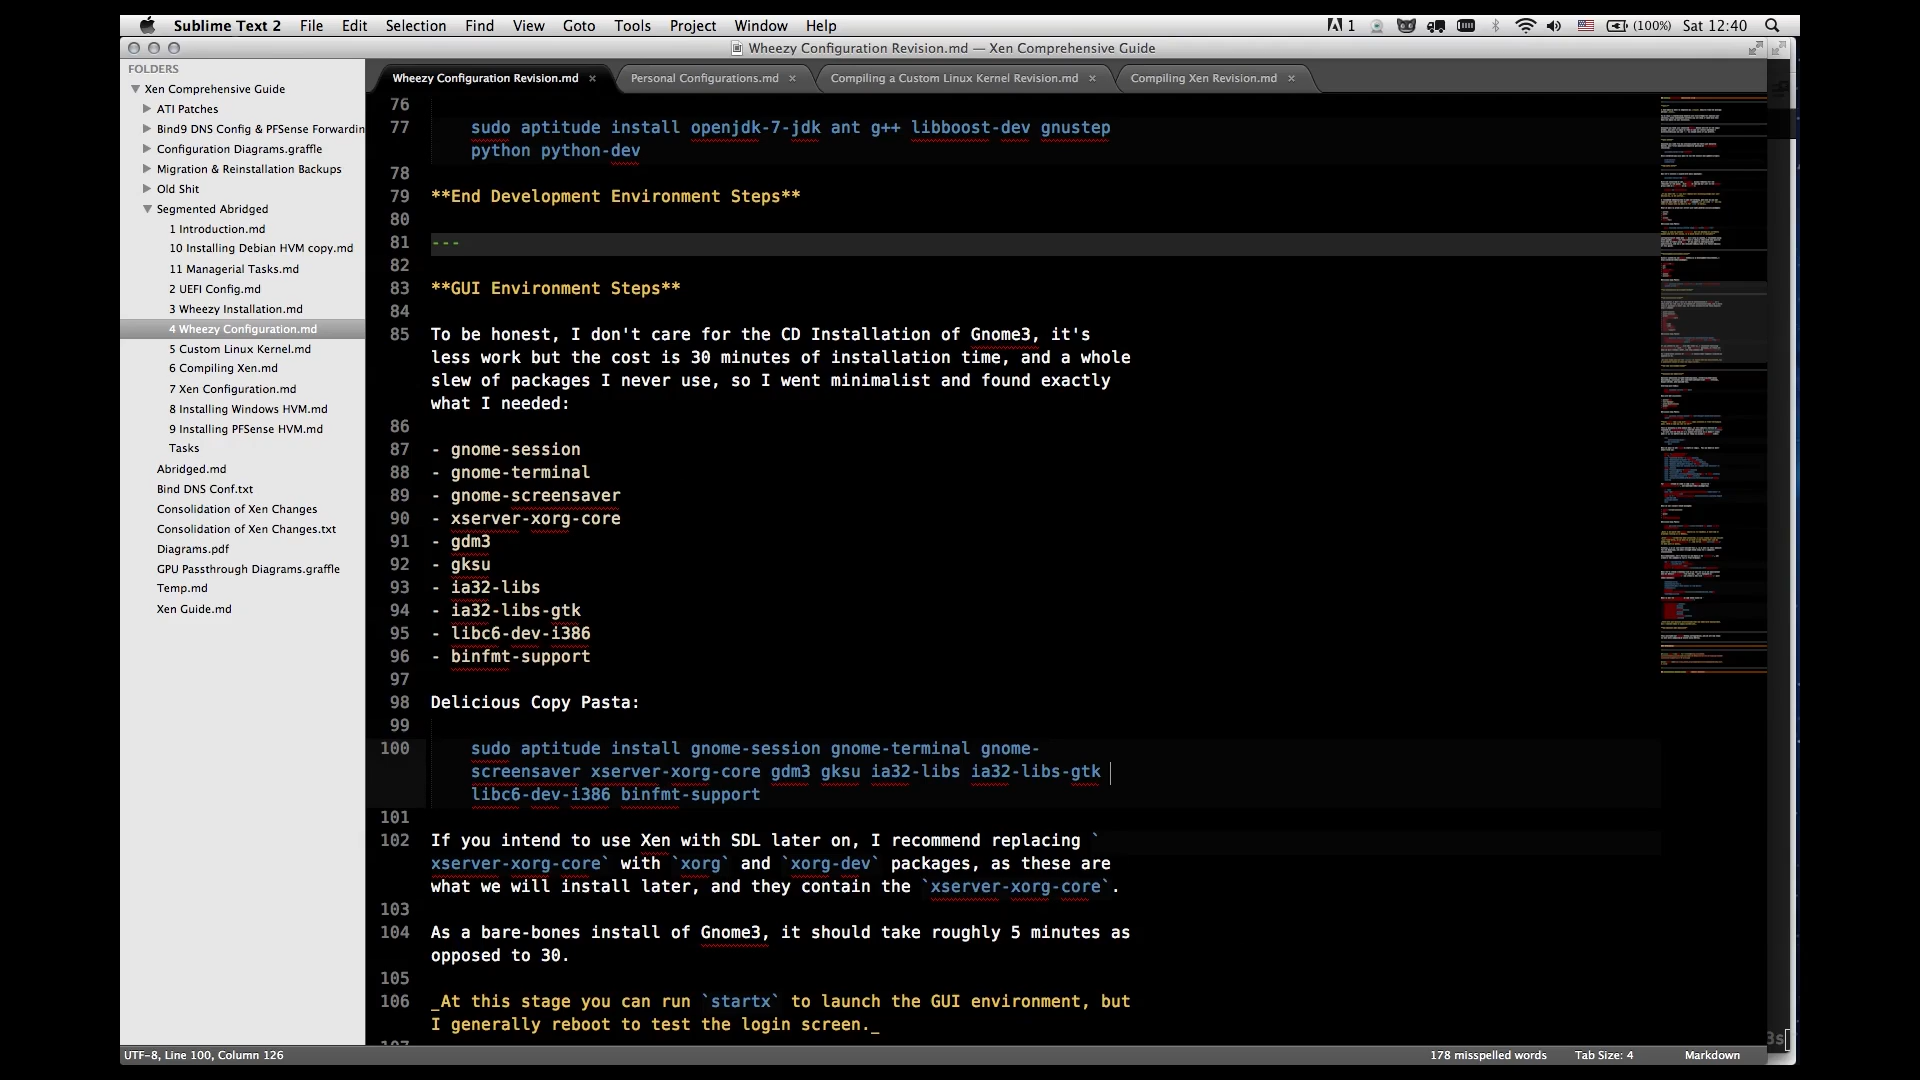 Sublime Text 2 File Edit Selection Find View Goto Tools Project Window Help 1 (100%) Sat 12:40
Wheezy Configuration Revision.md — Xen Comprehensive Guide
FOLDERS
Xen Comprehensive Guide
ATI Patches
Bind9 DNS Config & PFSense Forwardin
Configuration Diagrams.graffle
Migration & Reinstallation Backups
Old Shit
Segmented Abridged
1 Introduction.md
10 Installing Debian HVM copy.md
11 Managerial Tasks.md
2 UEFI Config.md
3 Wheezy Installation.md
4 Wheezy Configuration.md
5 Custom Linux Kernel.md
6 Compiling Xen.md
7 Xen Configuration.md
8 Installing Windows HVM.md
9 Installing PFSense HVM.md
Tasks
Abridged.md
Bind DNS Conf.txt
Consolidation of Xen Changes
Consolidation of Xen Changes.txt
Diagrams.pdf
GPU Passthrough Diagrams.graffle
Temp.md
Xen Guide.md
Wheezy Configuration Revision.md × Personal Configurations.md × Compiling a Custom Linux Kernel Revision.md × Compiling Xen Revision.md ×
76
77 sudo aptitude install openjdk-7-jdk ant g++ libboost-dev gnustep
python python-dev
78
79 **End Development Environment Steps**
80
81 ---
82
83 **GUI Environment Steps**
84
85 To be honest, I don't care for the CD Installation of Gnome3, it's
less work but the cost is 30 minutes of installation time, and a whole
slew of packages I never use, so I went minimalist and found exactly
what I needed:
86
87 - gnome-session
88 - gnome-terminal
89 - gnome-screensaver
90 - xserver-xorg-core
91 - gdm3
92 - gksu
93 - ia32-libs
94 - ia32-libs-gtk
95 - libc6-dev-i386
96 - binfmt-support
97
98 Delicious Copy Pasta:
99
100 sudo aptitude install gnome-session gnome-terminal gnome-
screensaver xserver-xorg-core gdm3 gksu ia32-libs ia32-libs-gtk
libc6-dev-i386 binfmt-support
101
102 If you intend to use Xen with SDL later on, I recommend replacing `
xserver-xorg-core` with `xorg` and `xorg-dev` packages, as these are
what we will install later, and they contain the `xserver-xorg-core`.
103
104 As a bare-bones install of Gnome3, it should take roughly 5 minutes as
opposed to 30.
105
106 _At this stage you can run `startx` to launch the GUI environment, but
I generally reboot to test the login screen._
UTF-8, Line 100, Column 126 178 misspelled words Tab Size: 4 Markdown